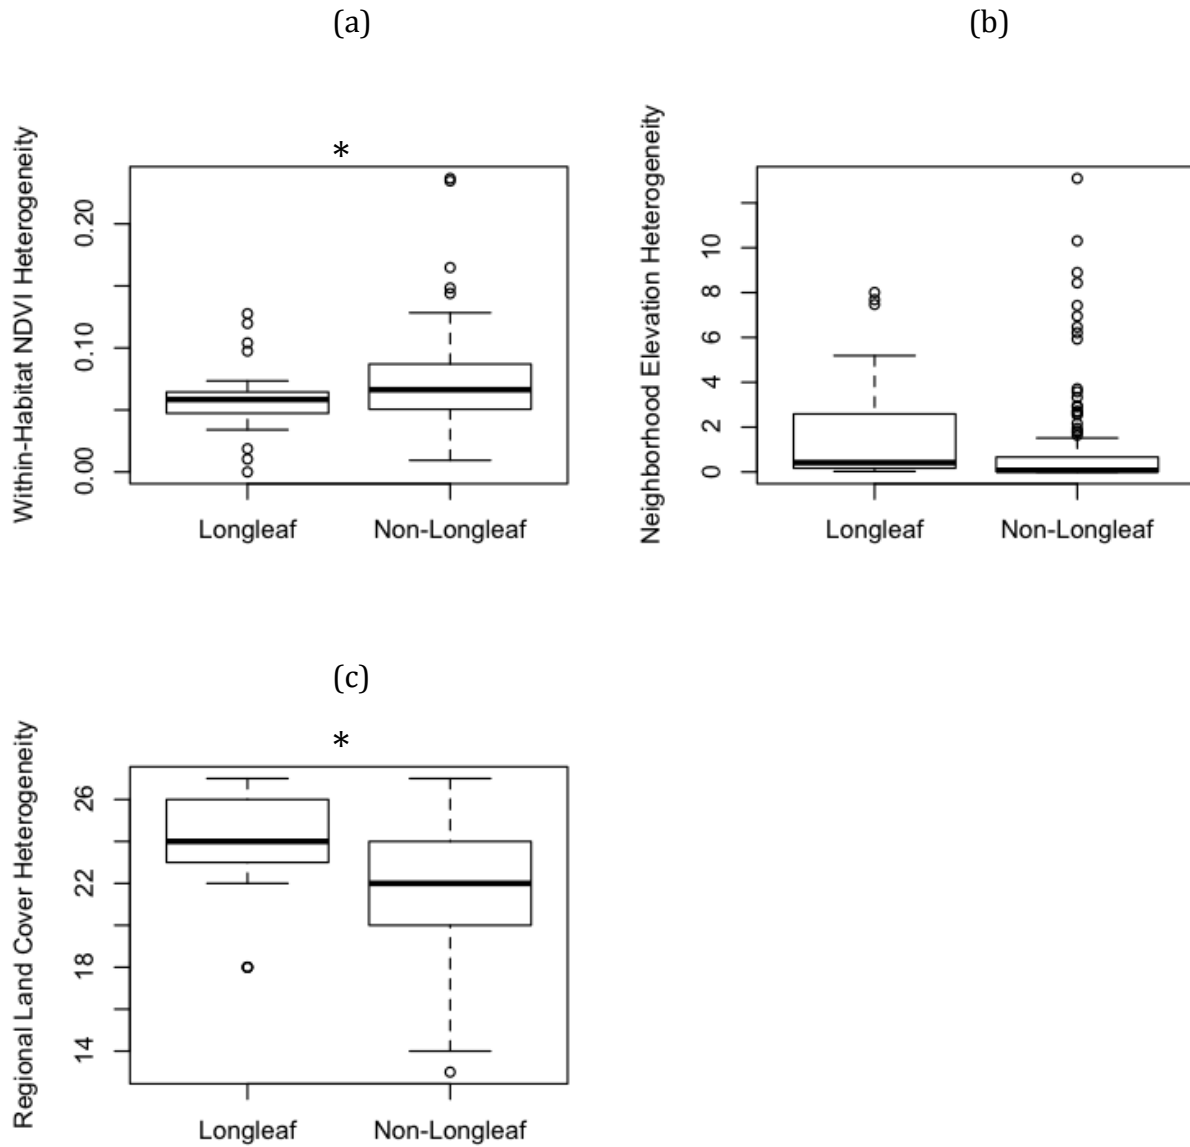 (a)
(b)
*
Within-Habitat NDVI Heterogeneity
0.20
0.10
0.00
Longleaf Non-Longleaf
Neighborhood Elevation Heterogeneity
10
8
6
4
2
0
Longleaf Non-Longleaf
(c)
*
Regional Land Cover Heterogeneity
26
22
18
14
Longleaf Non-Longleaf